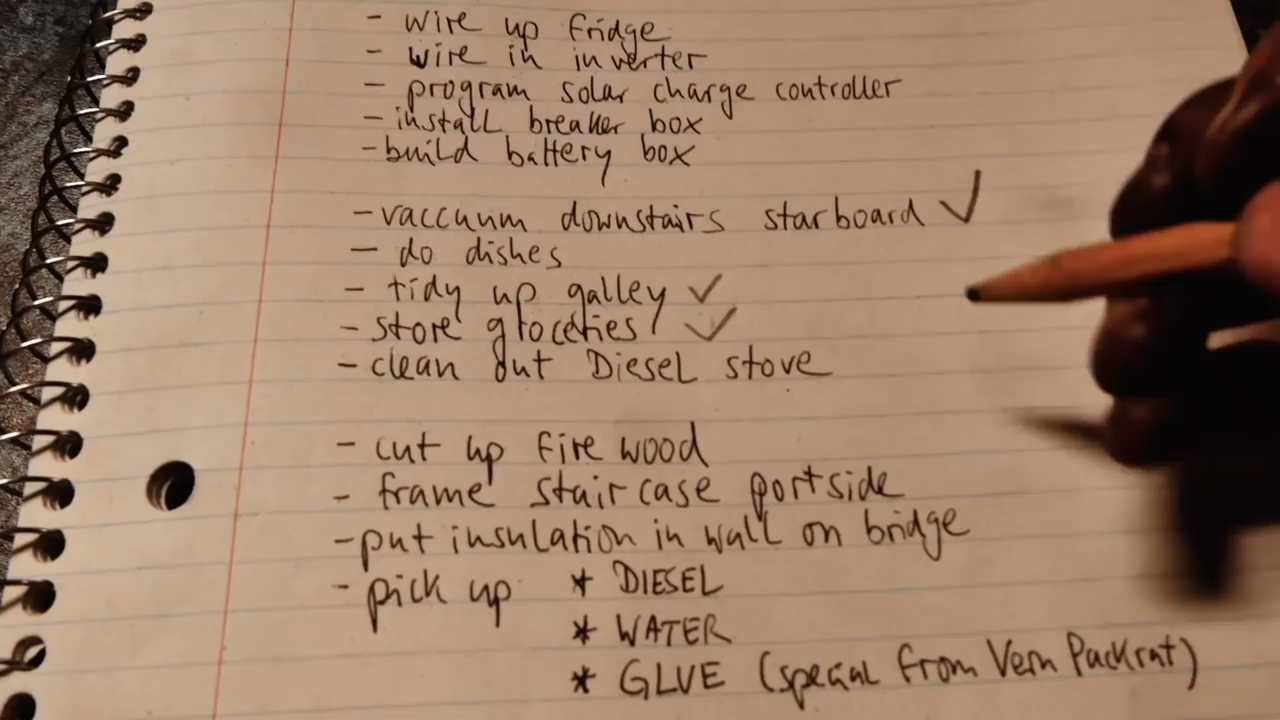 - wire up fridge
- wire in inverter
- program solar charge controller
- install breaker box
- build battery box
- vaccuum downstairs starboard ✓
- do dishes
- tidy up galley ✓
- store groceries ✓
- clean out Diesel stove
- cut up fire wood
- frame staircase portside
- put insulation in wall on bridge
- pick up * DIESEL
* WATER
* GLUE (special from Vern Packrat)